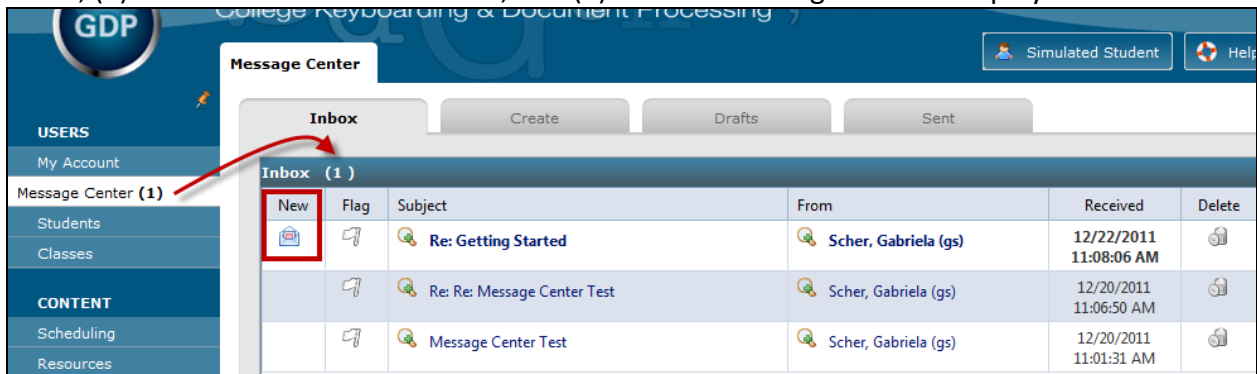 College Keyboarding & Document Processing
GDP
Message Center
Simulated Student
Help
USERS
My Account
Message Center (1)
Students
Classes
CONTENT
Scheduling
Resources
Inbox
Create
Drafts
Sent
Inbox (1 )
New
Flag
Subject
From
Received
Delete
Re: Getting Started
Scher, Gabriela (gs)
12/22/2011
11:08:06 AM
Re: Re: Message Center Test
Scher, Gabriela (gs)
12/20/2011
11:06:50 AM
Message Center Test
Scher, Gabriela (gs)
12/20/2011
11:01:31 AM